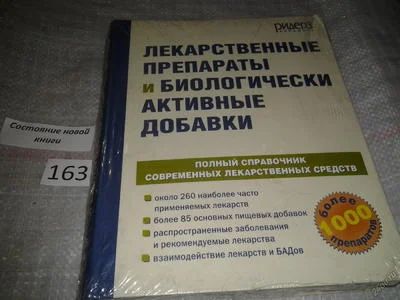 Ридерз
ЛЕКАРСТВЕННЫЕ
ПРЕПАРАТЫ
И БИОЛОГИЧЕСКИ
АКТИВНЫЕ
ДОБАВКИ
Состояние новой
книги
163
ПОЛНЫЙ СПРАВОЧНИК
СОВРЕМЕННЫХ ЛЕКАРСТВЕННЫХ СРЕДСТВ
около 260 наиболее часто
применяемых лекарств
более 85 основных пищевых добавок
распространенные заболевания
и рекомендуемые лекарства
взаимодействие лекарств и БАДов
более
1000
препаратов